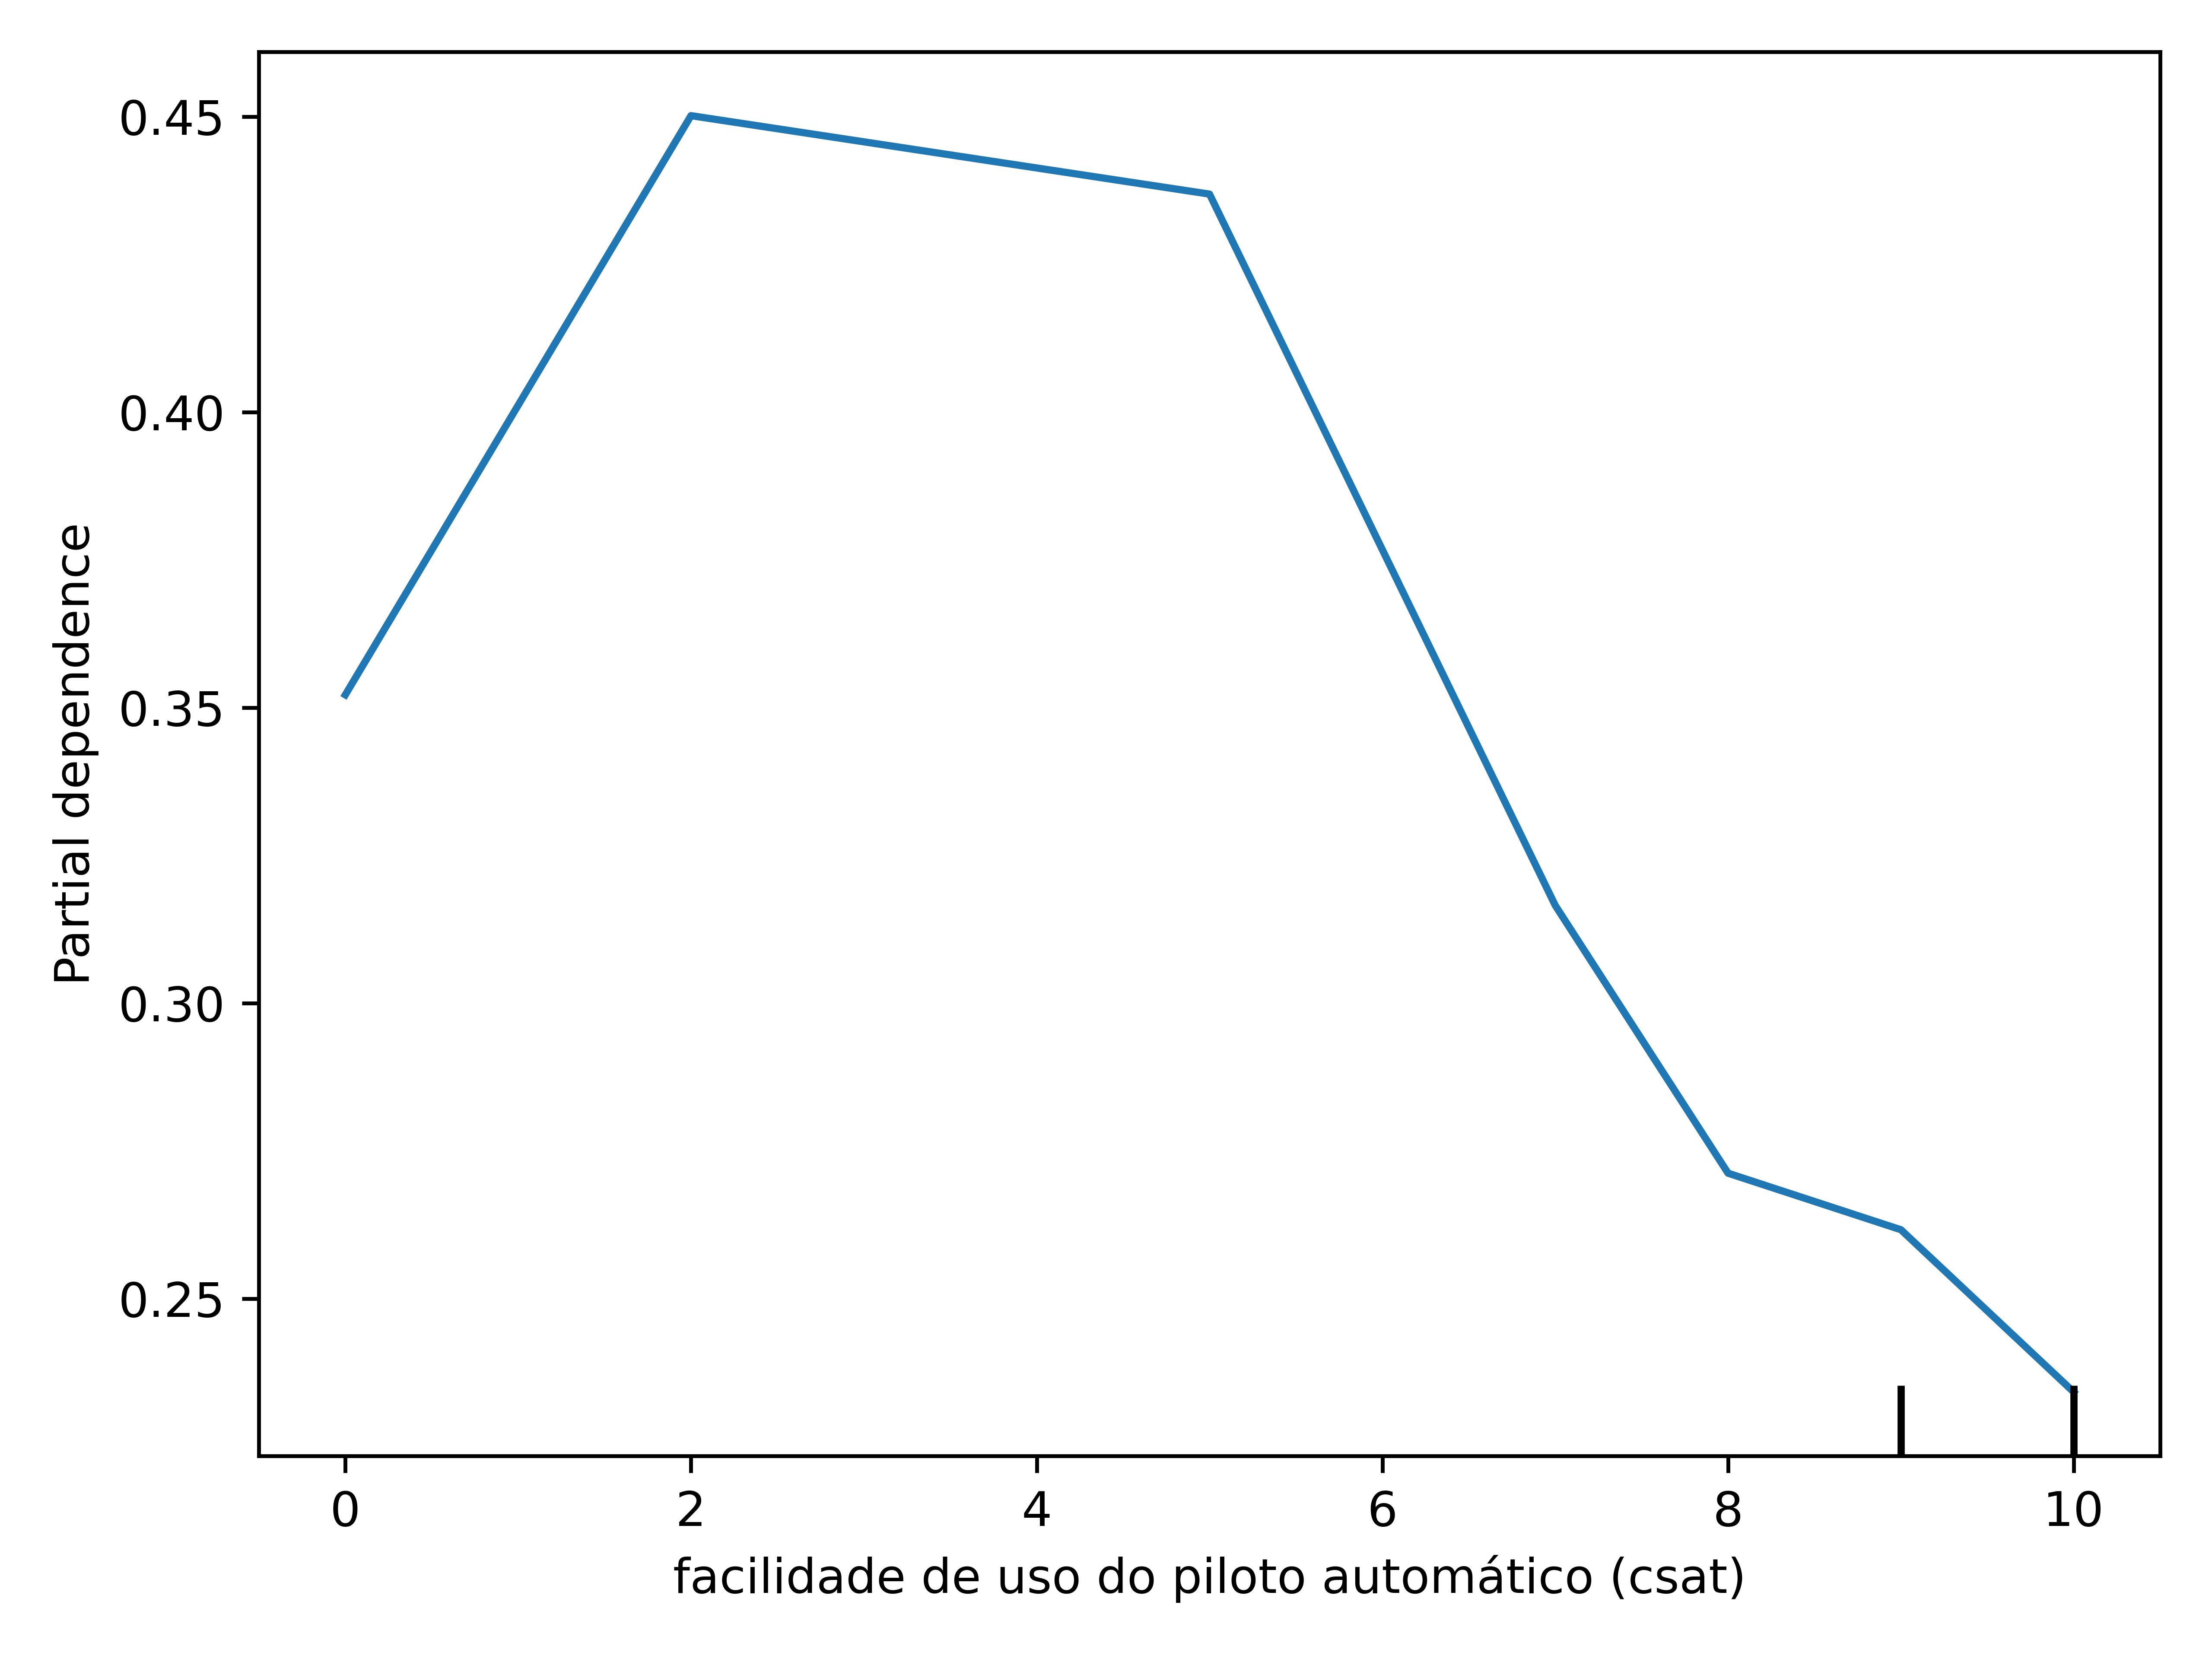 Partial dependence
0.45
0.40
0.35
0.30
0.25
0 2 4 6 8 10
facilidade de uso do piloto automático (csat)